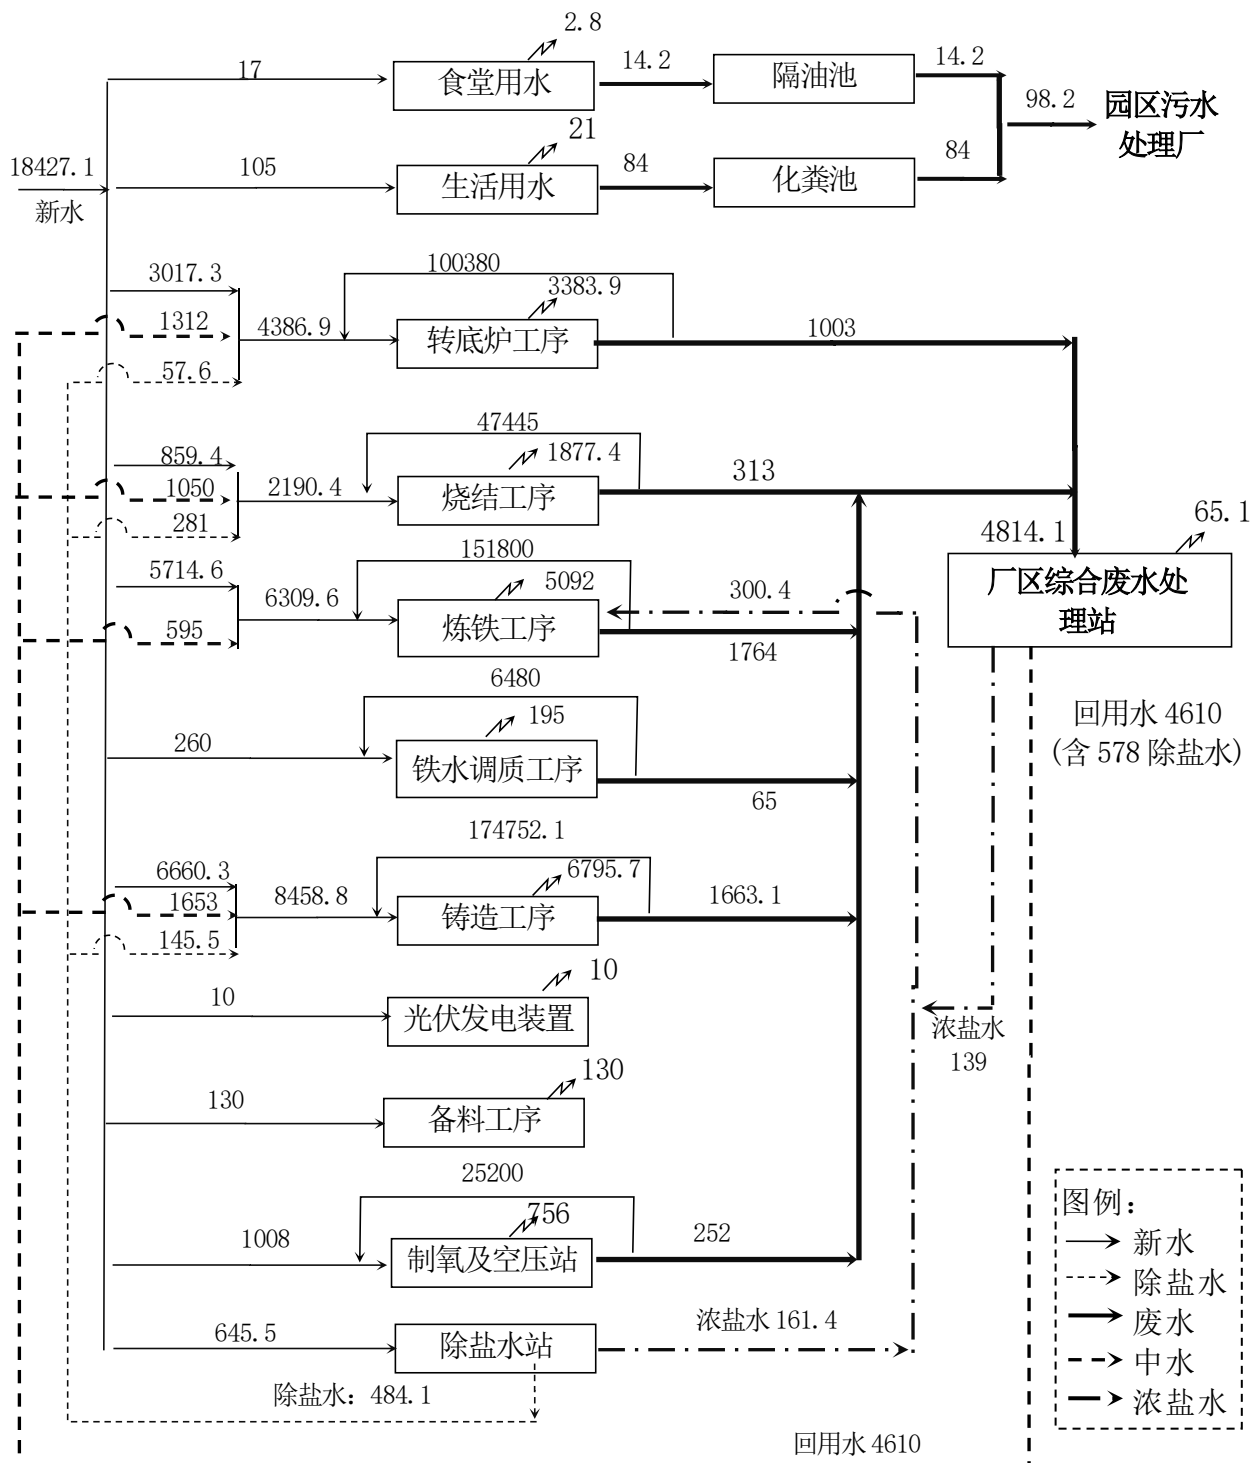 2.8
17
食堂用水
14.2
隔油池
14.2
98.2
园区污水
处理厂
18427.1
新水
105
21
生活用水
84
化粪池
84
3017.3
1312
57.6
4386.9
100380
3383.9
转底炉工序
1003
859.4
1050
281
2190.4
47445
1877.4
烧结工序
313
4814.1
65.1
厂区综合废水处
理站
5714.6
595
6309.6
151800
5092
炼铁工序
300.4
1764
回用水 4610
(含 578 除盐水)
260
6480
195
铁水调质工序
65
6660.3
1653
145.5
8458.8
174752.1
6795.7
铸造工序
1663.1
10
10
光伏发电装置
浓盐水
139
130
130
备料工序
1008
25200
756
制氧及空压站
252
645.5
除盐水站
浓盐水 161.4
除盐水：484.1
回用水 4610
图例：
新水
除盐水
废水
中水
浓盐水